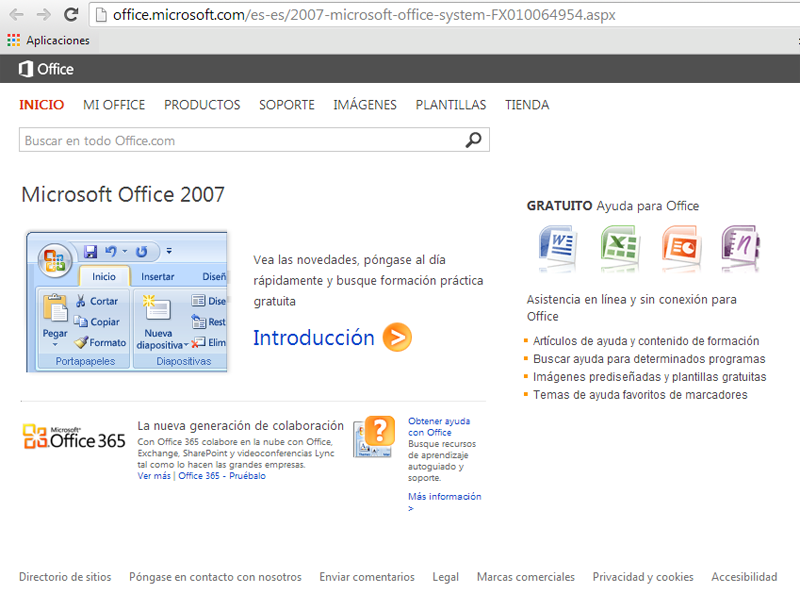 office.microsoft.com/es-es/2007-microsoft-office-system-FX010064954.aspx
Aplicaciones
Office
INICIO MI OFFICE PRODUCTOS SOPORTE IMÁGENES PLANTILLAS TIENDA
Buscar en todo Office.com
Microsoft Office 2007
Inicio Insertar Diseñ
Cortar
Copiar
Pegar
Formato
Portapapeles
Nueva
diapositiva
Dise
Rest
Elim
Diapositivas
Vea las novedades, póngase al día
rápidamente y busque formación práctica
gratuita
Introducción
GRATUITO Ayuda para Office
Asistencia en línea y sin conexión para
Office
Artículos de ayuda y contenido de formación
Buscar ayuda para determinados programas
Imágenes prediseñadas y plantillas gratuitas
Temas de ayuda favoritos de marcadores
Microsoft®
Office 365
La nueva generación de colaboración
Con Office 365 colabore en la nube con Office,
Exchange, SharePoint y videoconferencias Lync
tal como lo hacen las grandes empresas.
Ver más | Office 365 - Pruébalo
Obtener ayuda
con Office
Busque recursos
de aprendizaje
autoguiado y
soporte.
Más información
>
Directorio de sitios Póngase en contacto con nosotros Enviar comentarios Legal Marcas comerciales Privacidad y cookies Accesibilidad